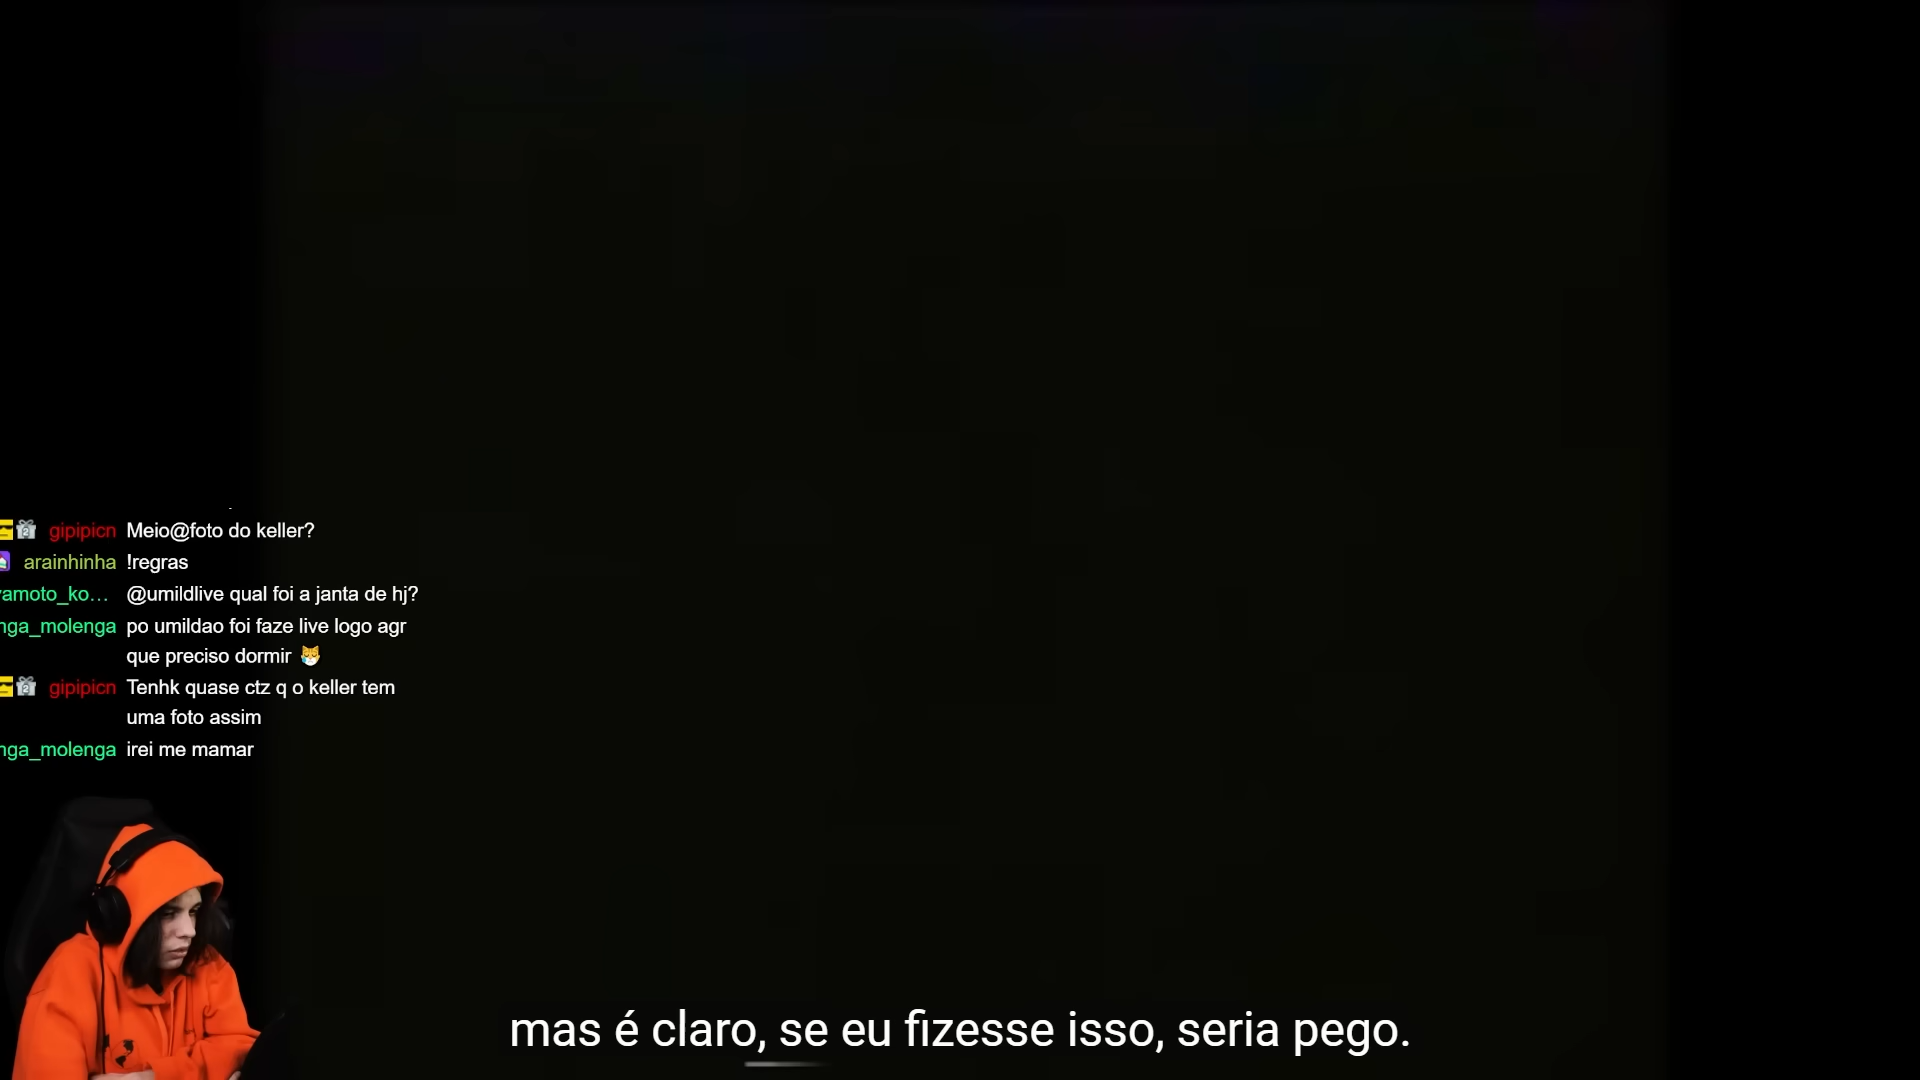 gipipicn Meio@foto do keller?
arainhinha !regras
amoto_ko... @umildlive qual foi a janta de hj?
nga_molenga po umildao foi faze live logo agr
que preciso dormir
gipipicn Tenhk quase ctz q o keller tem
uma foto assim
nga_molenga irei me mamar
mas é claro, se eu fizesse isso, seria pego.